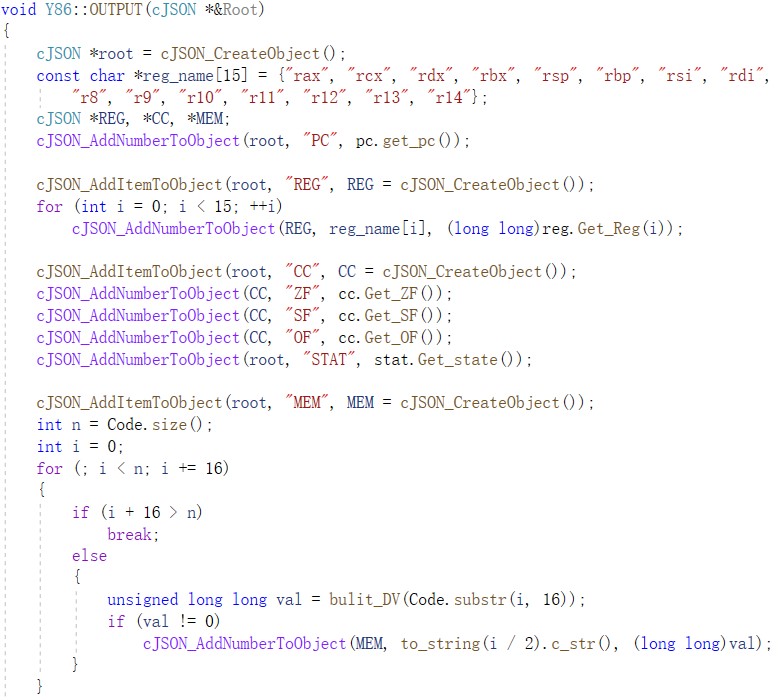 void Y86::OUTPUT(cJSON *&Root)
{
    cJSON *root = cJSON_CreateObject();
    const char *reg_name[15] = {"rax", "rcx", "rdx", "rbx", "rsp", "rbp", "rsi", "rdi",
        "r8", "r9", "r10", "r11", "r12", "r13", "r14"};
    cJSON *REG, *CC, *MEM;
    cJSON_AddNumberToObject(root, "PC", pc.get_pc());

    cJSON_AddItemToObject(root, "REG", REG = cJSON_CreateObject());
    for (int i = 0; i < 15; ++i)
        cJSON_AddNumberToObject(REG, reg_name[i], (long long)reg.Get_Reg(i));

    cJSON_AddItemToObject(root, "CC", CC = cJSON_CreateObject());
    cJSON_AddNumberToObject(CC, "ZF", cc.Get_ZF());
    cJSON_AddNumberToObject(CC, "SF", cc.Get_SF());
    cJSON_AddNumberToObject(CC, "OF", cc.Get_OF());
    cJSON_AddNumberToObject(root, "STAT", stat.Get_state());

    cJSON_AddItemToObject(root, "MEM", MEM = cJSON_CreateObject());
    int n = Code.size();
    int i = 0;
    for (; i < n; i += 16)
    {
        if (i + 16 > n)
            break;
        else
        {
            unsigned long long val = bulit_DV(Code.substr(i, 16));
            if (val != 0)
                cJSON_AddNumberToObject(MEM, to_string(i / 2).c_str(), (long long)val);
        }
    }